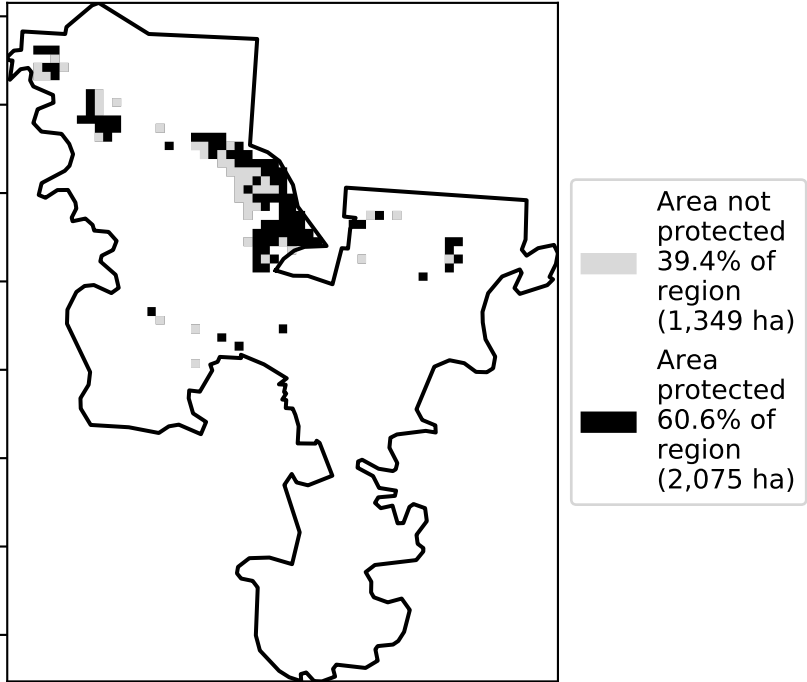 Area not
protected
39.4% of
region
(1,349 ha)
Area
protected
60.6% of
region
(2,075 ha)